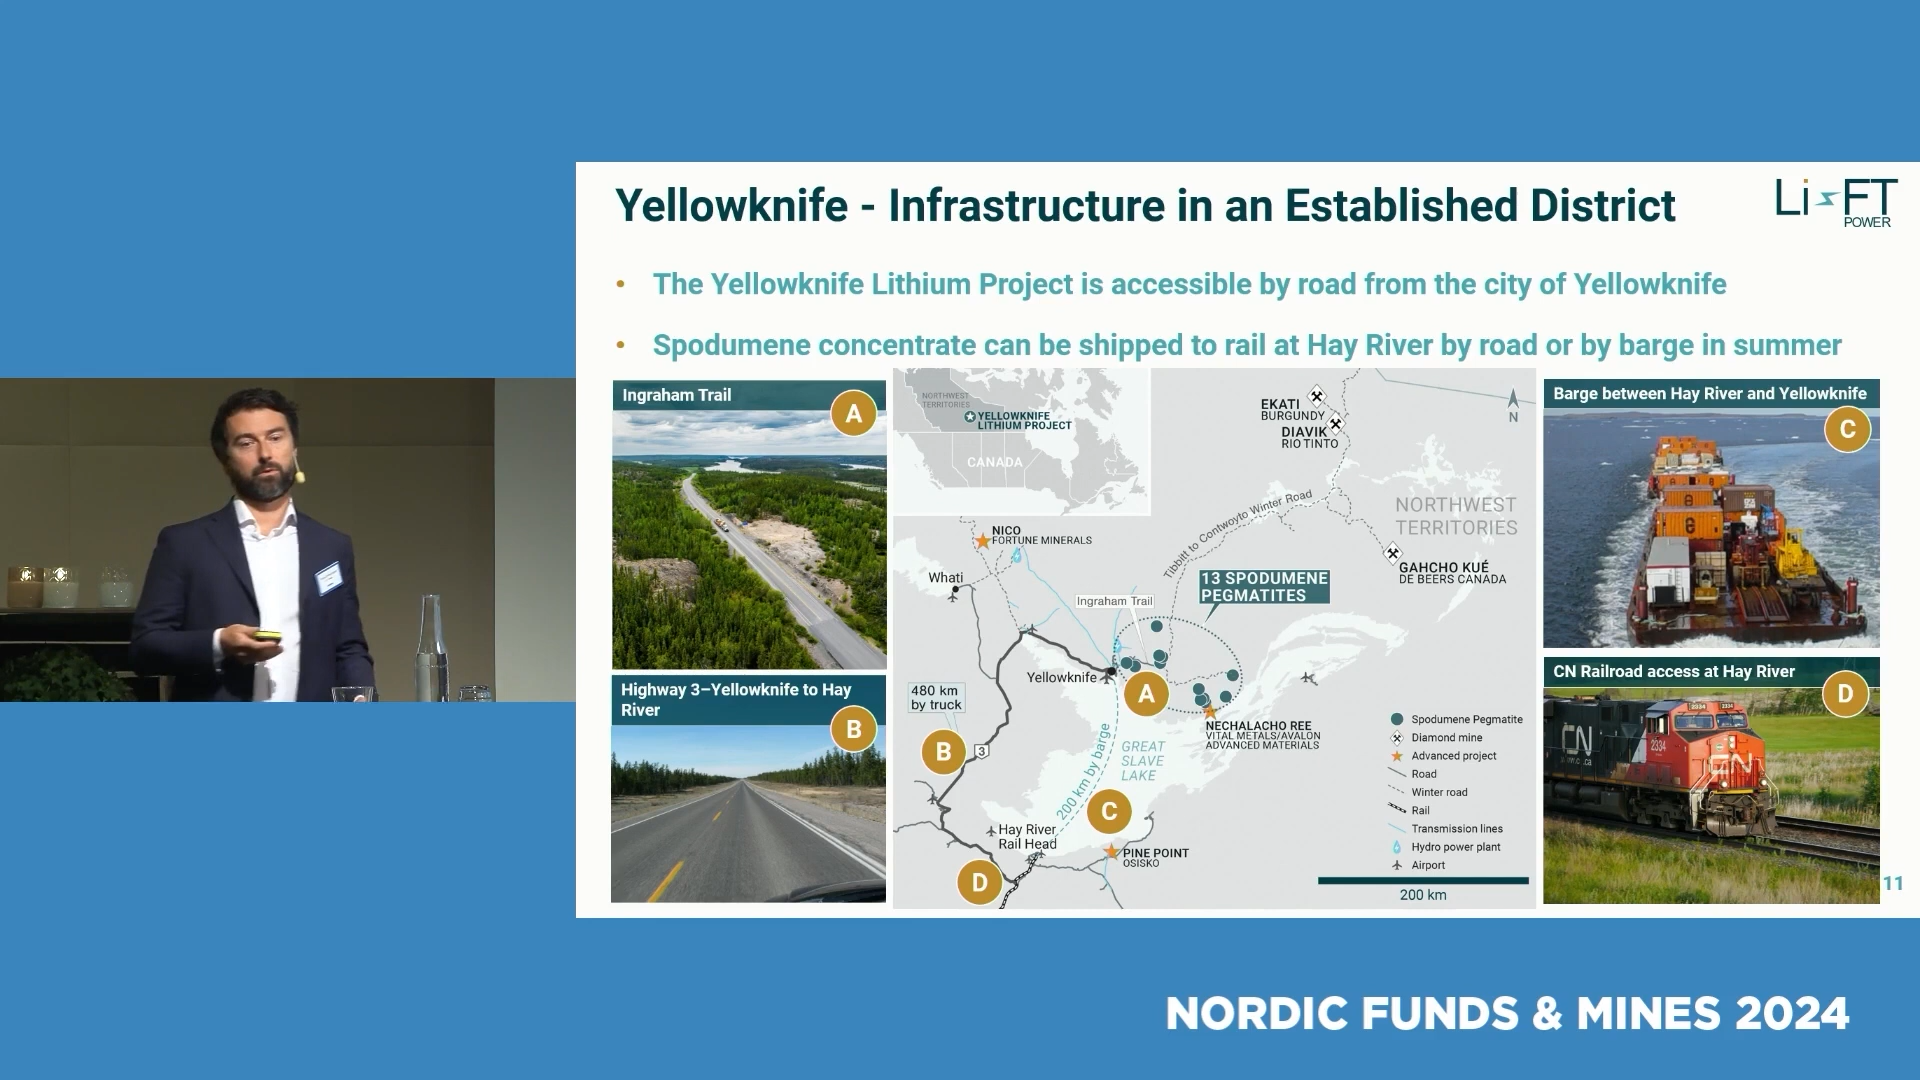 Yellowknife - Infrastructure in an Established District
Li FT
POWER
• The Yellowknife Lithium Project is accessible by road from the city of Yellowknife
• Spodumene concentrate can be shipped to rail at Hay River by road or by barge in summer
Ingraham Trail
A
Highway 3–Yellowknife to Hay
River
B
NORTHWEST
TERRITORIES
YELLOWKNIFE
LITHIUM PROJECT
CANADA
EKATI
BURGUNDY
DIAVIK
RIO TINTO
N
NORTHWEST
TERRITORIES
Tibbitt to Contwoyto Winter Road
NICO
FORTUNE MINERALS
Whati
GAHCHO KUÉ
DE BEERS CANADA
13 SPODUMENE
PEGMATITES
Ingraham Trail
Yellowknife
A
480 km
by truck
B
3
NECHALACHO REE
VITAL METALS/AVALON
ADVANCED MATERIALS
GREAT
SLAVE
LAKE
200 km by barge
C
Hay River
Rail Head
PINE POINT
OSISKO
D
Spodumene Pegmatite
Diamond mine
Advanced project
Road
Winter road
Rail
Transmission lines
Hydro power plant
Airport
200 km
Barge between Hay River and Yellowknife
C
CN Railroad access at Hay River
D
CN
2334
2334
2334
CN
11
NORDIC FUNDS & MINES 2024